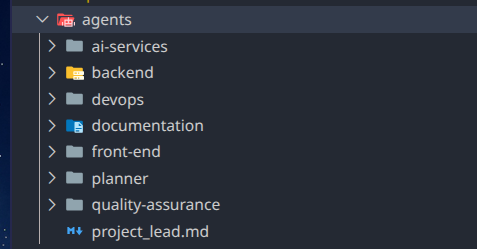 agents
ai-services
backend
devops
documentation
front-end
planner
quality-assurance
project_lead.md